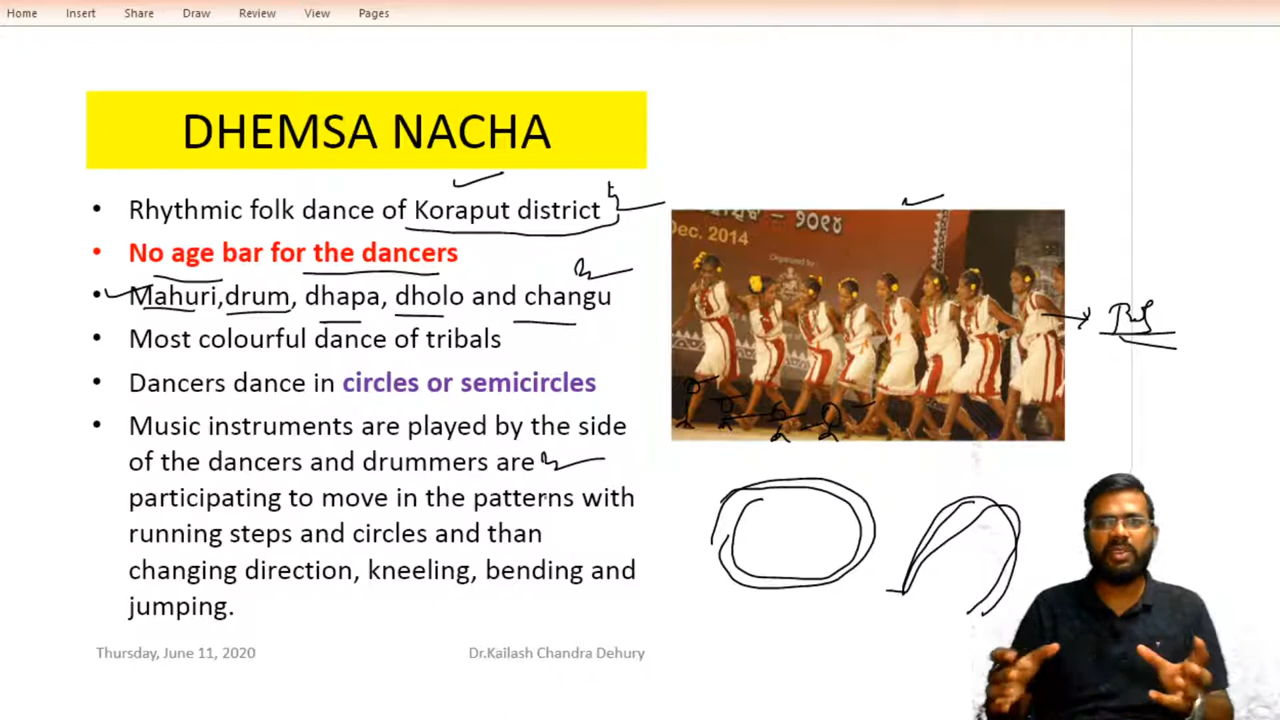 Home Insert Share Draw Review View Pages
DHEMSA NACHA
• Rhythmic folk dance of Koraput district
• No age bar for the dancers
• Mahuri,drum, dhapa, dholo and changu
• Most colourful dance of tribals
• Dancers dance in circles or semicircles
• Music instruments are played by the side
of the dancers and drummers are
participating to move in the patterns with
running steps and circles and than
changing direction, kneeling, bending and
jumping.
୨୦୧୪
Dec. 2014
Organized by
Thursday, June 11, 2020
Dr.Kailash Chandra Dehury